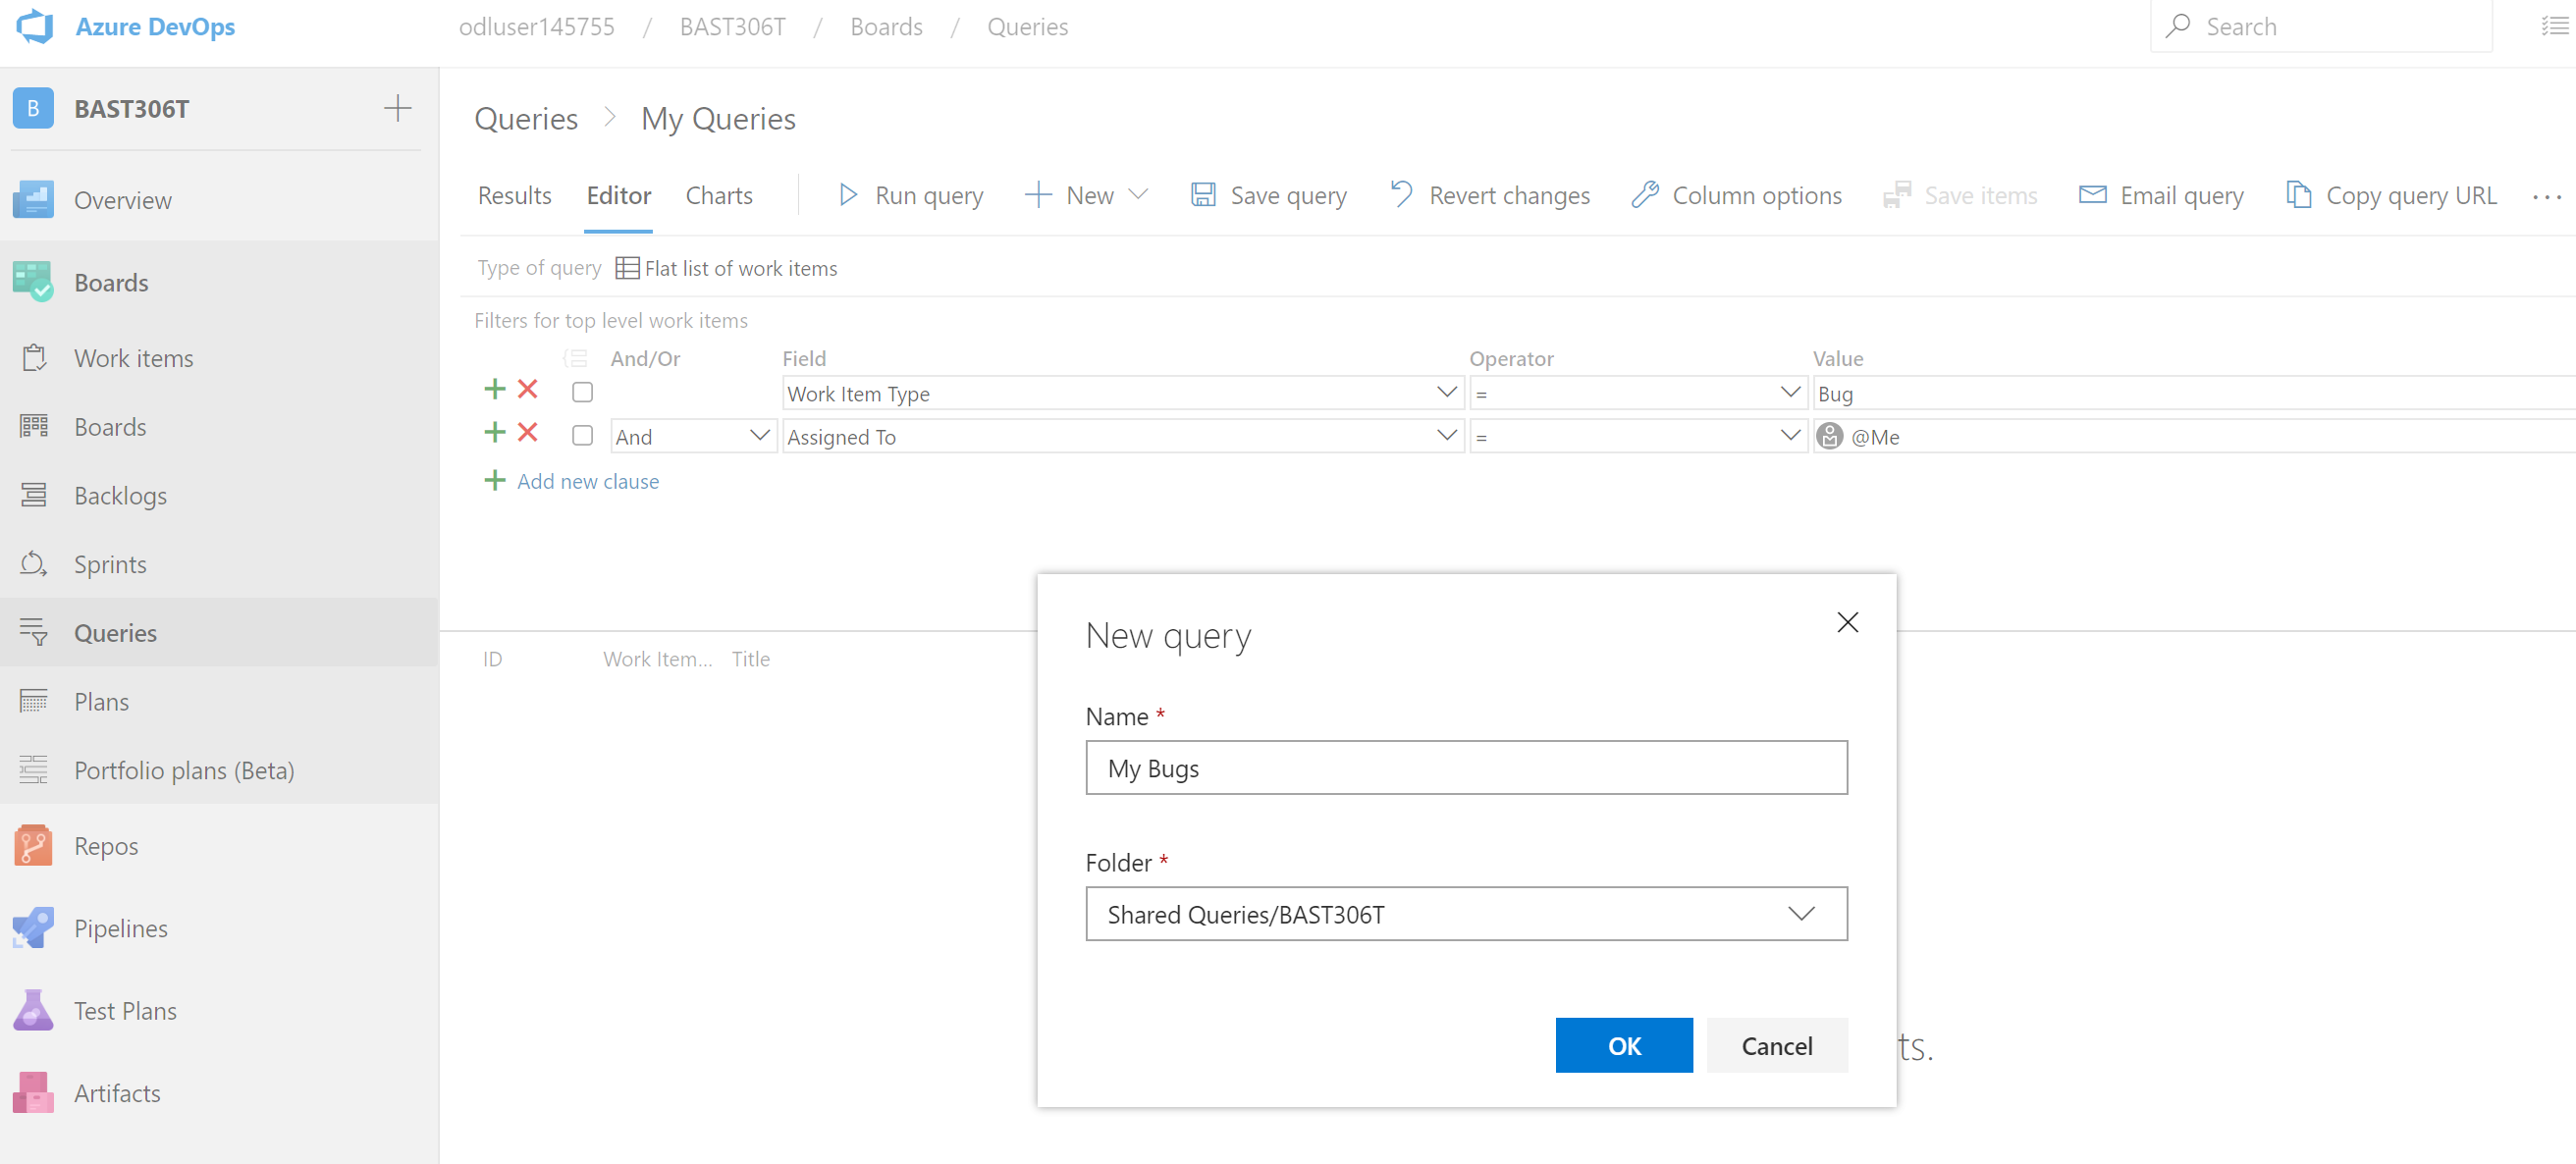 Azure DevOps
odluser145755 / BAST306T / Boards / Queries
Search
B BAST306T
Overview
Boards
Work items
Boards
Backlogs
Sprints
Queries
Plans
Portfolio plans (Beta)
Repos
Pipelines
Test Plans
Artifacts
Queries > My Queries
Results Editor Charts Run query New Save query Revert changes Column options Save items Email query Copy query URL ...
Type of query Flat list of work items
Filters for top level work items
And/Or Field Operator Value
Work Item Type = Bug
And Assigned To = @Me
Add new clause
ID Work Item... Title
New query
Name *
My Bugs
Folder *
Shared Queries/BAST306T
OK Cancel
ts.